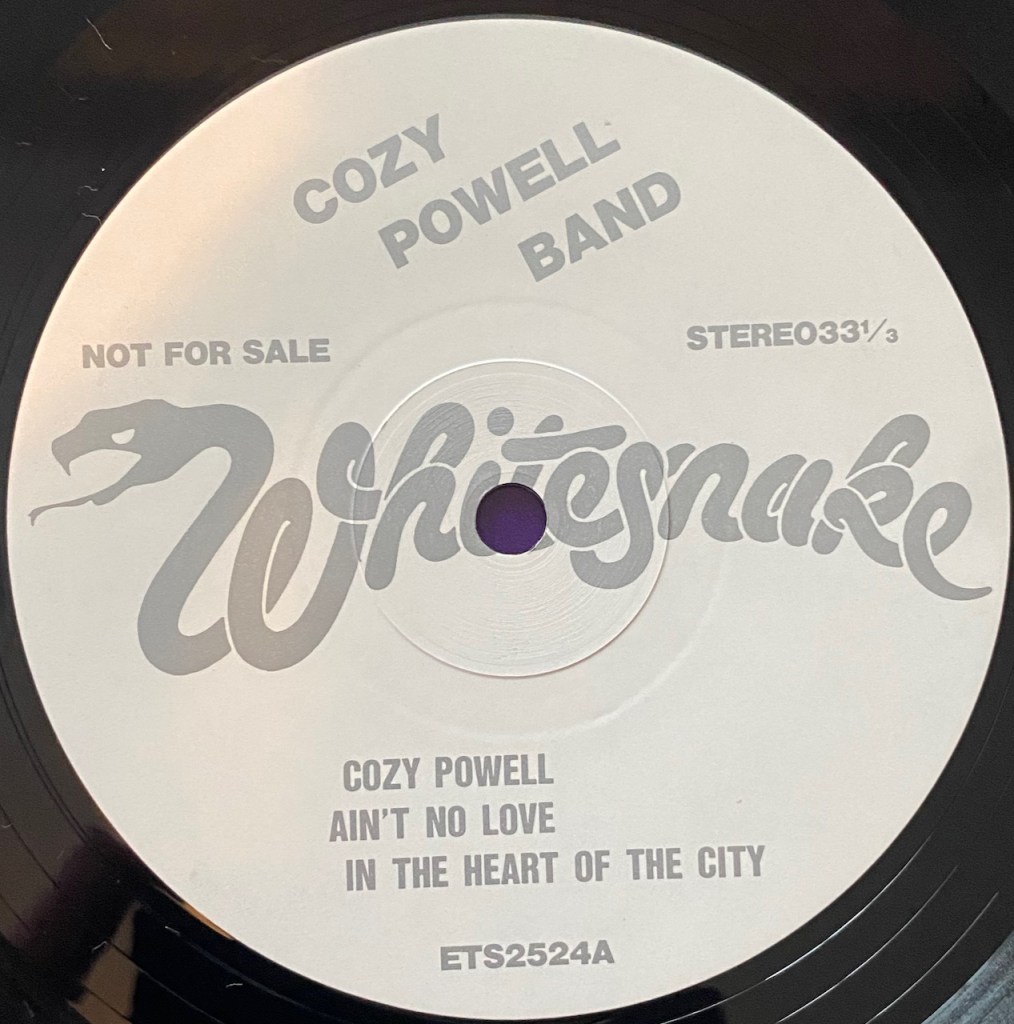 COZY
POWELL
BAND
NOT FOR SALE
STEREO33⅓
Whitesnake
COZY POWELL
AIN'T NO LOVE
IN THE HEART OF THE CITY
ETS2524A